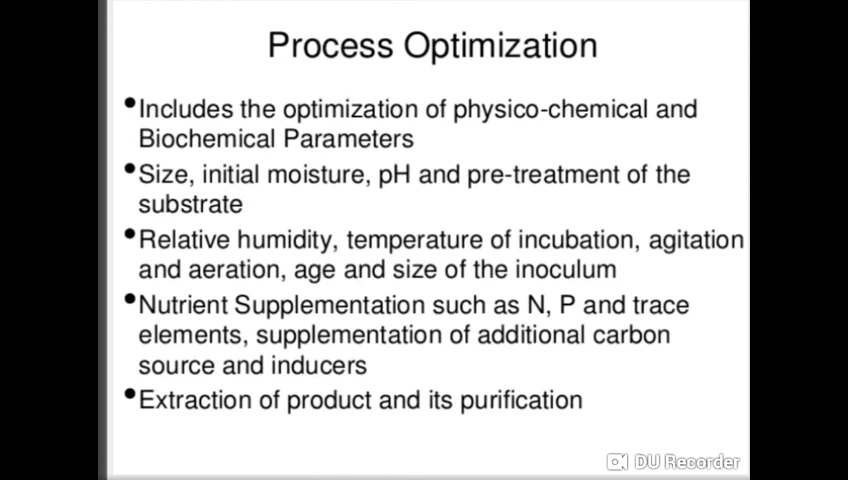 Process Optimization
•Includes the optimization of physico-chemical and
Biochemical Parameters
•Size, initial moisture, pH and pre-treatment of the
substrate
•Relative humidity, temperature of incubation, agitation
and aeration, age and size of the inoculum
•Nutrient Supplementation such as N, P and trace
elements, supplementation of additional carbon
source and inducers
•Extraction of product and its purification
DU Recorder